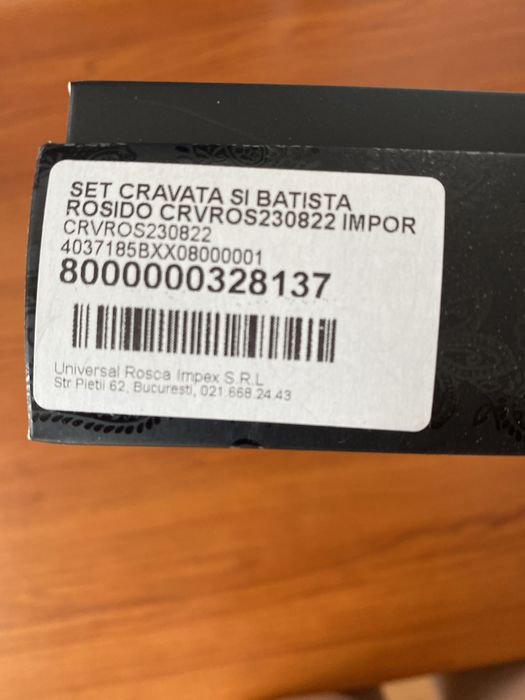 SET CRAVATA SI BATISTA
ROSIDO CRVROS230822 IMPOR
CRVROS230822
4037185BXX08000001
8000000328137
Universal Rosca Impex S.R.L
Str Pietii 62, Bucuresti, 021.668.24.43